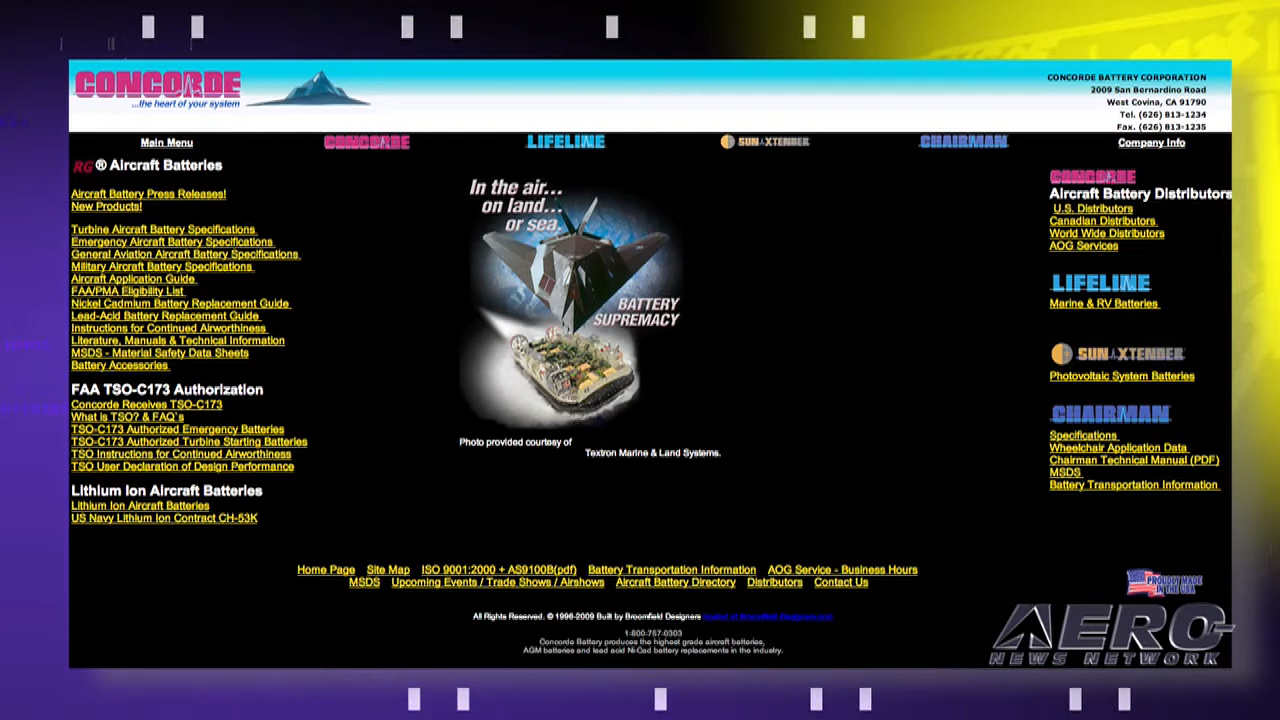 CONCORDE
...the heart of your system
CONCORDE BATTERY CORPORATION
2009 San Bernardino Road
West Covina, CA 91790
Tel. (626) 813-1234
Fax. (626) 813-1235
Main Menu
CONCORDE
LIFELINE
SUN XTENDER
CHAIRMAN
Company Info
RG® Aircraft Batteries
Aircraft Battery Press Releases!
New Products!
Turbine Aircraft Battery Specifications
Emergency Aircraft Battery Specifications
General Aviation Aircraft Battery Specifications
Military Aircraft Battery Specifications
Aircraft Application Guide
FAA/PMA Eligibility List
Nickel Cadmium Battery Replacement Guide
Lead-Acid Battery Replacement Guide
Instructions for Continued Airworthiness
Literature, Manuals & Technical Information
MSDS - Material Safety Data Sheets
Battery Accessories
FAA TSO-C173 Authorization
Concorde Receives TSO-C173
What is TSO? & FAQ`s
TSO-C173 Authorized Emergency Batteries
TSO-C173 Authorized Turbine Starting Batteries
TSO Instructions for Continued Airworthiness
TSO User Declaration of Design Performance
Lithium Ion Aircraft Batteries
Lithium Ion Aircraft Batteries
US Navy Lithium Ion Contract CH-53K
In the air...
on land...
or sea.
BATTERY
SUPREMACY
Photo provided courtesy of
Textron Marine & Land Systems.
CONCORDE
Aircraft Battery Distributors
U.S. Distributors
Canadian Distributors
World Wide Distributors
AOG Services
LIFELINE
Marine & RV Batteries
SUN XTENDER
Photovoltaic System Batteries
CHAIRMAN
Specifications
Wheelchair Application Data
Chairman Technical Manual (PDF)
MSDS
Battery Transportation Information
Home Page Site Map ISO 9001:2000 + AS9100B(pdf) Battery Transportation Information AOG Service - Business Hours
MSDS Upcoming Events / Trade Shows / Airshows Aircraft Battery Directory Distributors Contact Us
PROUDLY MADE
IN THE USA
All Rights Reserved. © 1996-2009 Built by Broomfield Designers
1-800-757-0303
Concorde Battery produces the highest grade aircraft batteries,
AGM batteries and lead acid Ni-Cad battery replacements in the industry.
AERO-
NEWS NETWORK